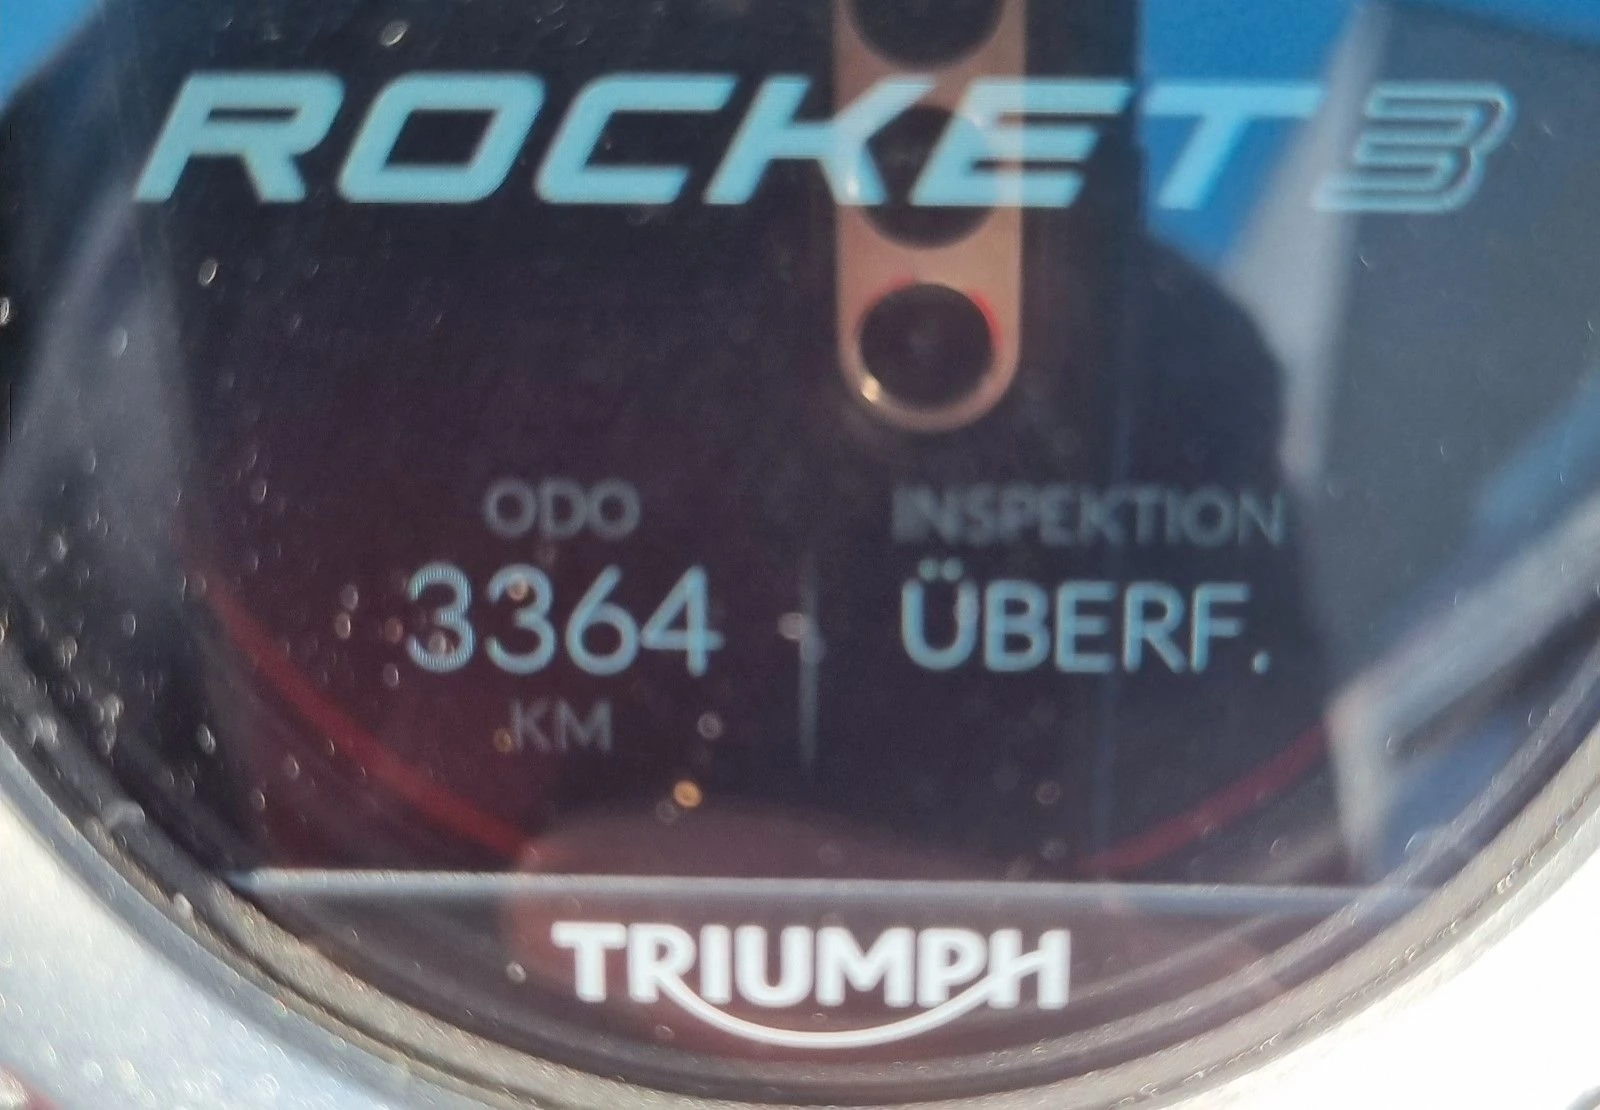 ROCKET 3
ODO
3364
KM
INSPEKTION
ÜBERF.
TRIUMPH